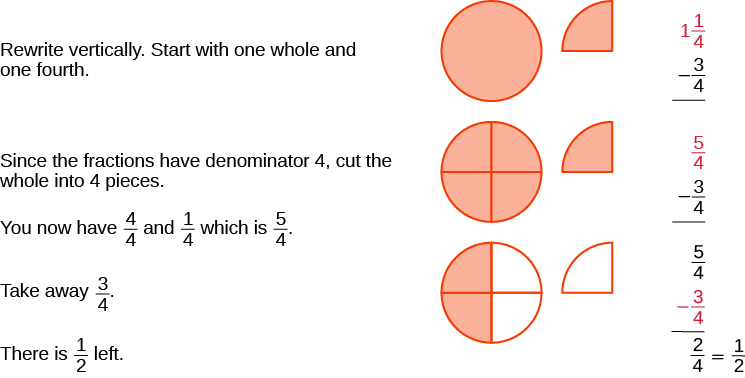 Rewrite vertically. Start with one whole and
one fourth.
1 1/4
− 3/4
Since the fractions have denominator 4, cut the
whole into 4 pieces.
You now have 4/4 and 1/4 which is 5/4.
5/4
− 3/4
Take away 3/4.
There is 1/2 left.
5/4
− 3/4
2/4 = 1/2